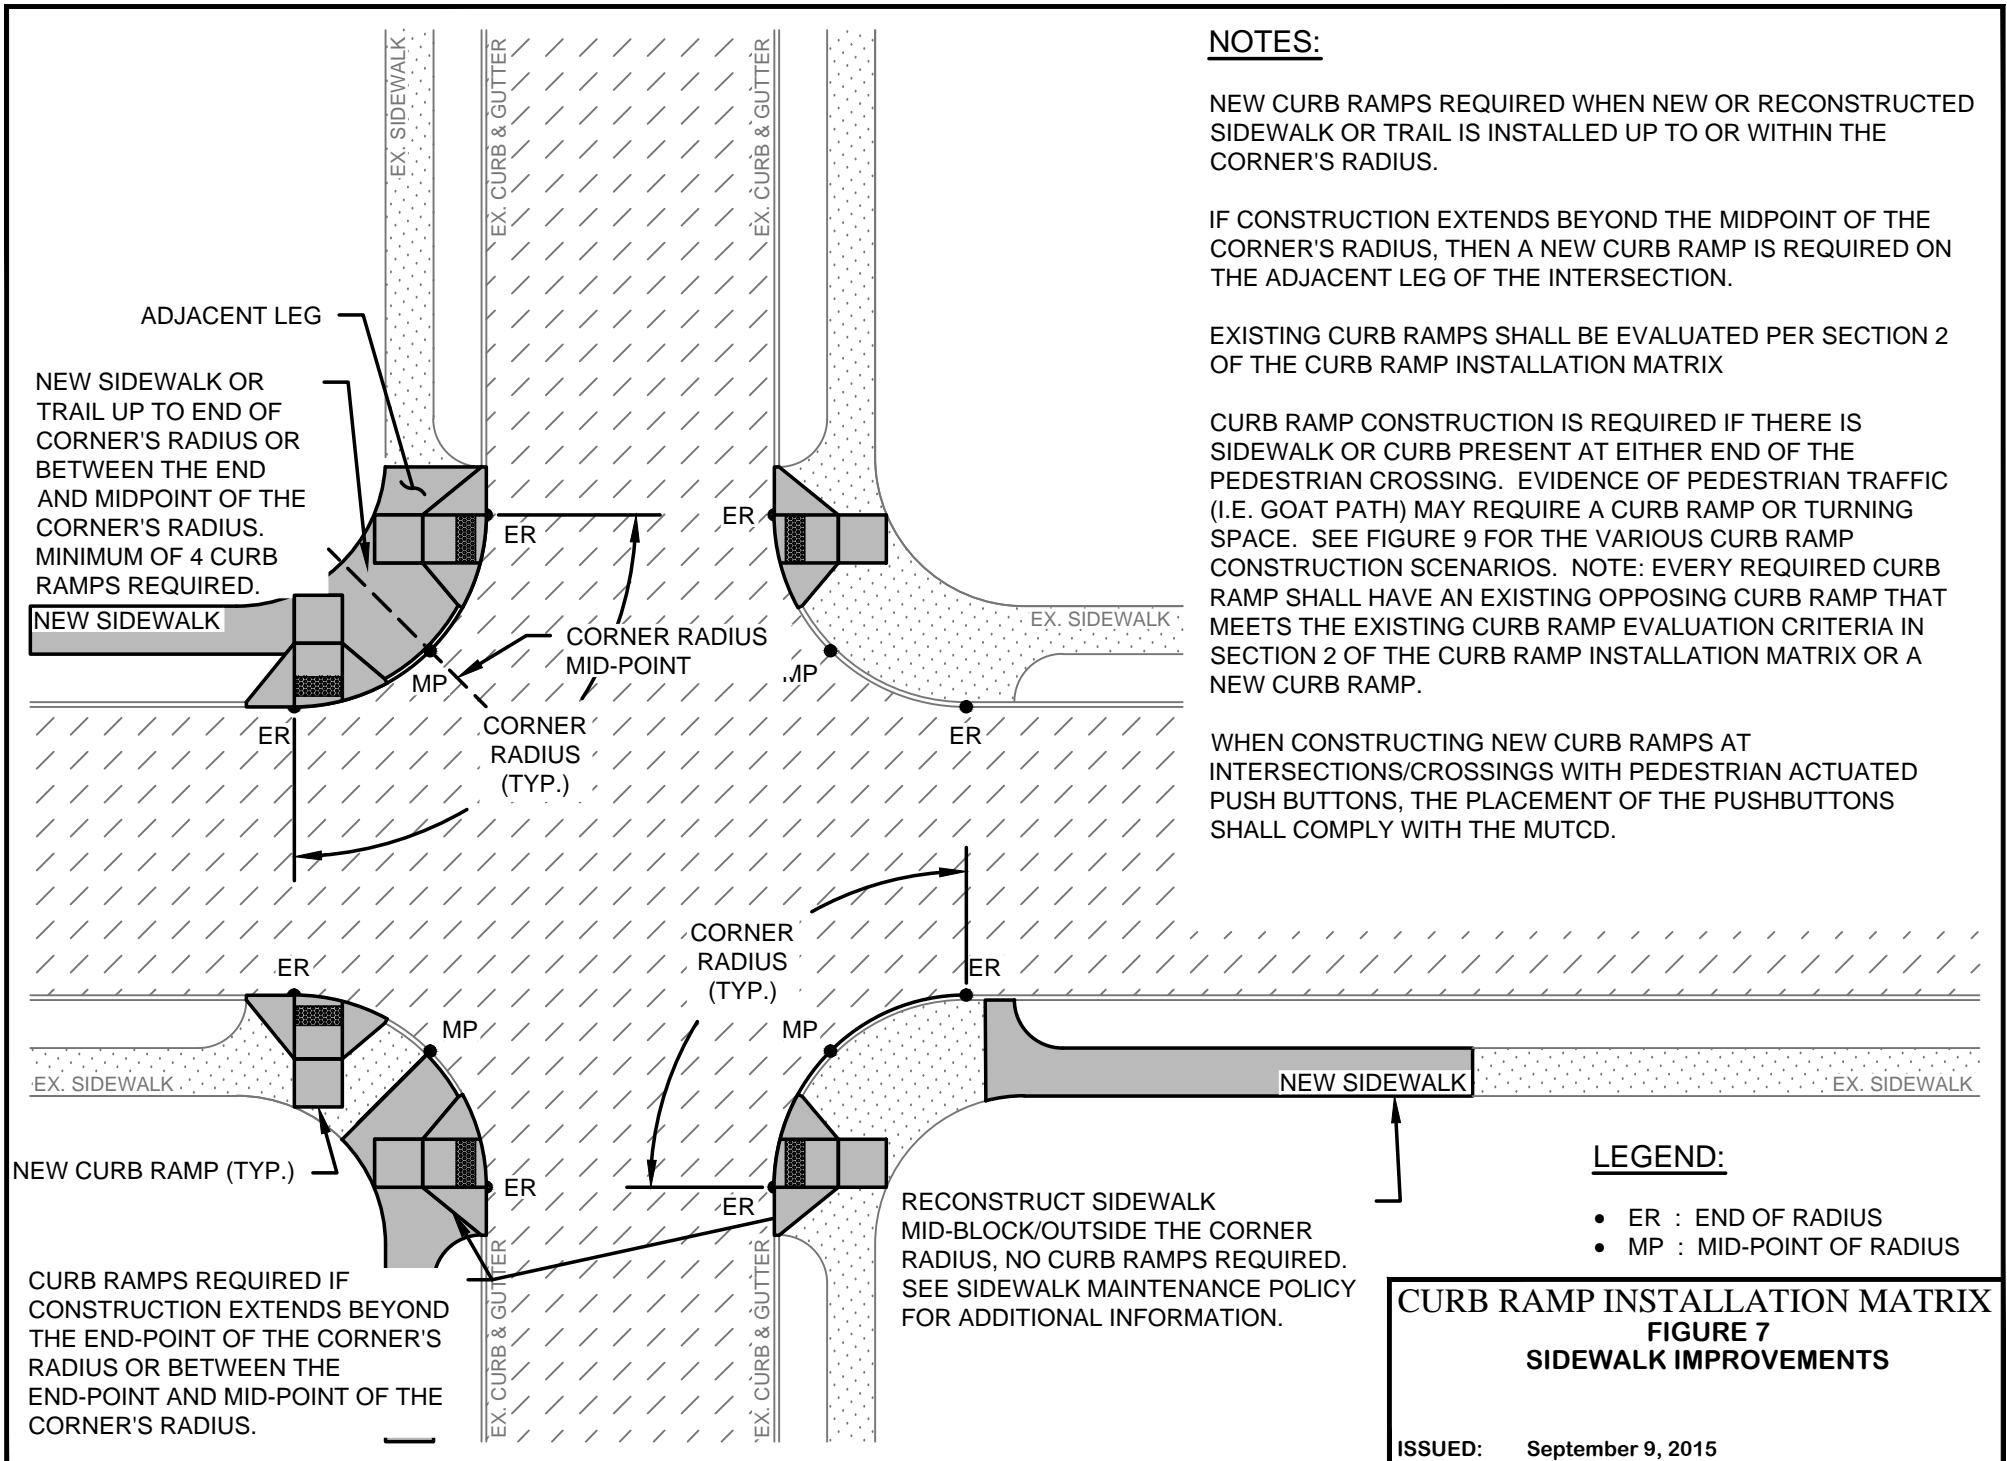 EX. SIDEWALK
EX. CURB & GUTTER
EX. CURB & GUTTER
ADJACENT LEG
NEW SIDEWALK OR
TRAIL UP TO END OF
CORNER'S RADIUS OR
BETWEEN THE END
AND MIDPOINT OF THE
CORNER'S RADIUS.
MINIMUM OF 4 CURB
RAMPS REQUIRED.
NEW SIDEWALK
ER
ER
EX. SIDEWALK
CORNER RADIUS
MID-POINT
MP
MP
CORNER
RADIUS
(TYP.)
ER
ER
NOTES:
NEW CURB RAMPS REQUIRED WHEN NEW OR RECONSTRUCTED
SIDEWALK OR TRAIL IS INSTALLED UP TO OR WITHIN THE
CORNER'S RADIUS.
IF CONSTRUCTION EXTENDS BEYOND THE MIDPOINT OF THE
CORNER'S RADIUS, THEN A NEW CURB RAMP IS REQUIRED ON
THE ADJACENT LEG OF THE INTERSECTION.
EXISTING CURB RAMPS SHALL BE EVALUATED PER SECTION 2
OF THE CURB RAMP INSTALLATION MATRIX
CURB RAMP CONSTRUCTION IS REQUIRED IF THERE IS
SIDEWALK OR CURB PRESENT AT EITHER END OF THE
PEDESTRIAN CROSSING.  EVIDENCE OF PEDESTRIAN TRAFFIC
(I.E. GOAT PATH) MAY REQUIRE A CURB RAMP OR TURNING
SPACE.  SEE FIGURE 9 FOR THE VARIOUS CURB RAMP
CONSTRUCTION SCENARIOS.  NOTE: EVERY REQUIRED CURB
RAMP SHALL HAVE AN EXISTING OPPOSING CURB RAMP THAT
MEETS THE EXISTING CURB RAMP EVALUATION CRITERIA IN
SECTION 2 OF THE CURB RAMP INSTALLATION MATRIX OR A
NEW CURB RAMP.
WHEN CONSTRUCTING NEW CURB RAMPS AT
INTERSECTIONS/CROSSINGS WITH PEDESTRIAN ACTUATED
PUSH BUTTONS, THE PLACEMENT OF THE PUSHBUTTONS
SHALL COMPLY WITH THE MUTCD.
CORNER
RADIUS
(TYP.)
ER
ER
MP
MP
EX. SIDEWALK
NEW SIDEWALK
EX. SIDEWALK
NEW CURB RAMP (TYP.)
ER
ER
CURB RAMPS REQUIRED IF
CONSTRUCTION EXTENDS BEYOND
THE END-POINT OF THE CORNER'S
RADIUS OR BETWEEN THE
END-POINT AND MID-POINT OF THE
CORNER'S RADIUS.
EX. CURB & GUTTER
EX. CURB & GUTTER
RECONSTRUCT SIDEWALK
MID-BLOCK/OUTSIDE THE CORNER
RADIUS, NO CURB RAMPS REQUIRED.
SEE SIDEWALK MAINTENANCE POLICY
FOR ADDITIONAL INFORMATION.
LEGEND:
• ER : END OF RADIUS
• MP : MID-POINT OF RADIUS
CURB RAMP INSTALLATION MATRIX
FIGURE 7
SIDEWALK IMPROVEMENTS
ISSUED: September 9, 2015